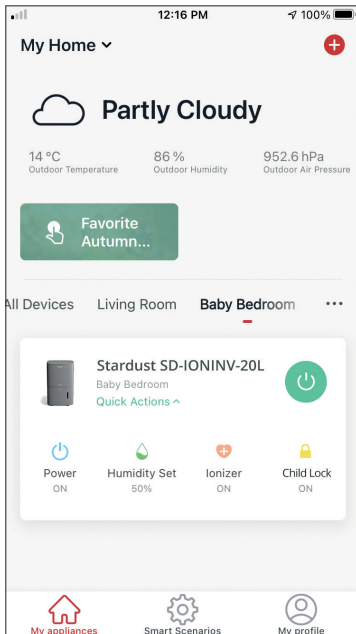 12:16 PM
100%
My Home
Partly Cloudy
14 °C
86 %
952.6 hPa
Outdoor Temperature
Outdoor Humidity
Outdoor Air Pressure
Favorite
Autumn...
All Devices
Living Room
Baby Bedroom
Stardust SD-IONINV-20L
Baby Bedroom
Quick Actions
Power
Humidity Set
Ionizer
Child Lock
ON
50%
ON
ON
My appliances
Smart Scenarios
My profile